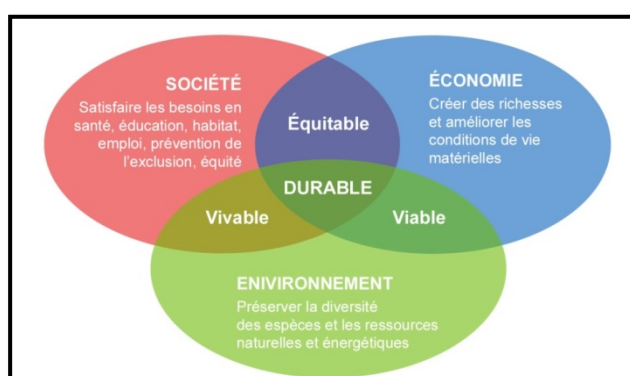 SOCIÉTÉ
Satisfaire les besoins en
santé, éducation, habitat,
emploi, prévention de
l'exclusion, équité
ÉCONOMIE
Créer des richesses
et améliorer les
conditions de vie
matérielles
Équitable
DURABLE
Vivable
Viable
ENIVIRONNEMENT
Préserver la diversité
des espèces et les ressources
naturelles et énergétiques